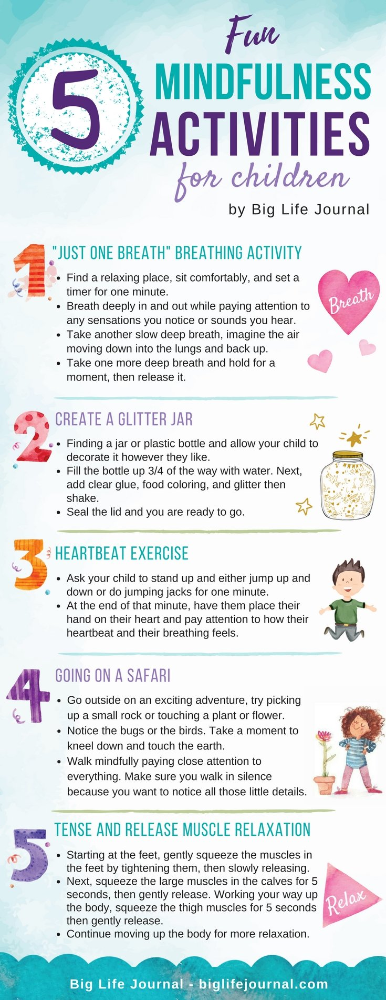 5
Fun
MINDFULNESS
ACTIVITIES
for children
by Big Life Journal
1
"JUST ONE BREATH" BREATHING ACTIVITY
• Find a relaxing place, sit comfortably, and set a
timer for one minute.
• Breath deeply in and out while paying attention to
any sensations you notice or sounds you hear.
• Take another slow deep breath, imagine the air
moving down into the lungs and back up.
• Take one more deep breath and hold for a
moment, then release it.
Breath
2
CREATE A GLITTER JAR
• Finding a jar or plastic bottle and allow your child to
decorate it however they like.
• Fill the bottle up 3/4 of the way with water. Next,
add clear glue, food coloring, and glitter then
shake.
• Seal the lid and you are ready to go.
3
HEARTBEAT EXERCISE
• Ask your child to stand up and either jump up and
down or do jumping jacks for one minute.
• At the end of that minute, have them place their
hand on their heart and pay attention to how their
heartbeat and their breathing feels.
4
GOING ON A SAFARI
• Go outside on an exciting adventure, try picking
up a small rock or touching a plant or flower.
• Notice the bugs or the birds. Take a moment to
kneel down and touch the earth.
• Walk mindfully paying close attention to
everything. Make sure you walk in silence
because you want to notice all those little details.
5
TENSE AND RELEASE MUSCLE RELAXATION
• Starting at the feet, gently squeeze the muscles in
the feet by tightening them, then slowly releasing.
• Next, squeeze the large muscles in the calves for 5
seconds, then gently release. Working your way up
the body, squeeze the thigh muscles for 5 seconds
then gently release.
• Continue moving up the body for more relaxation.
Relax
Big Life Journal - biglifejournal.com